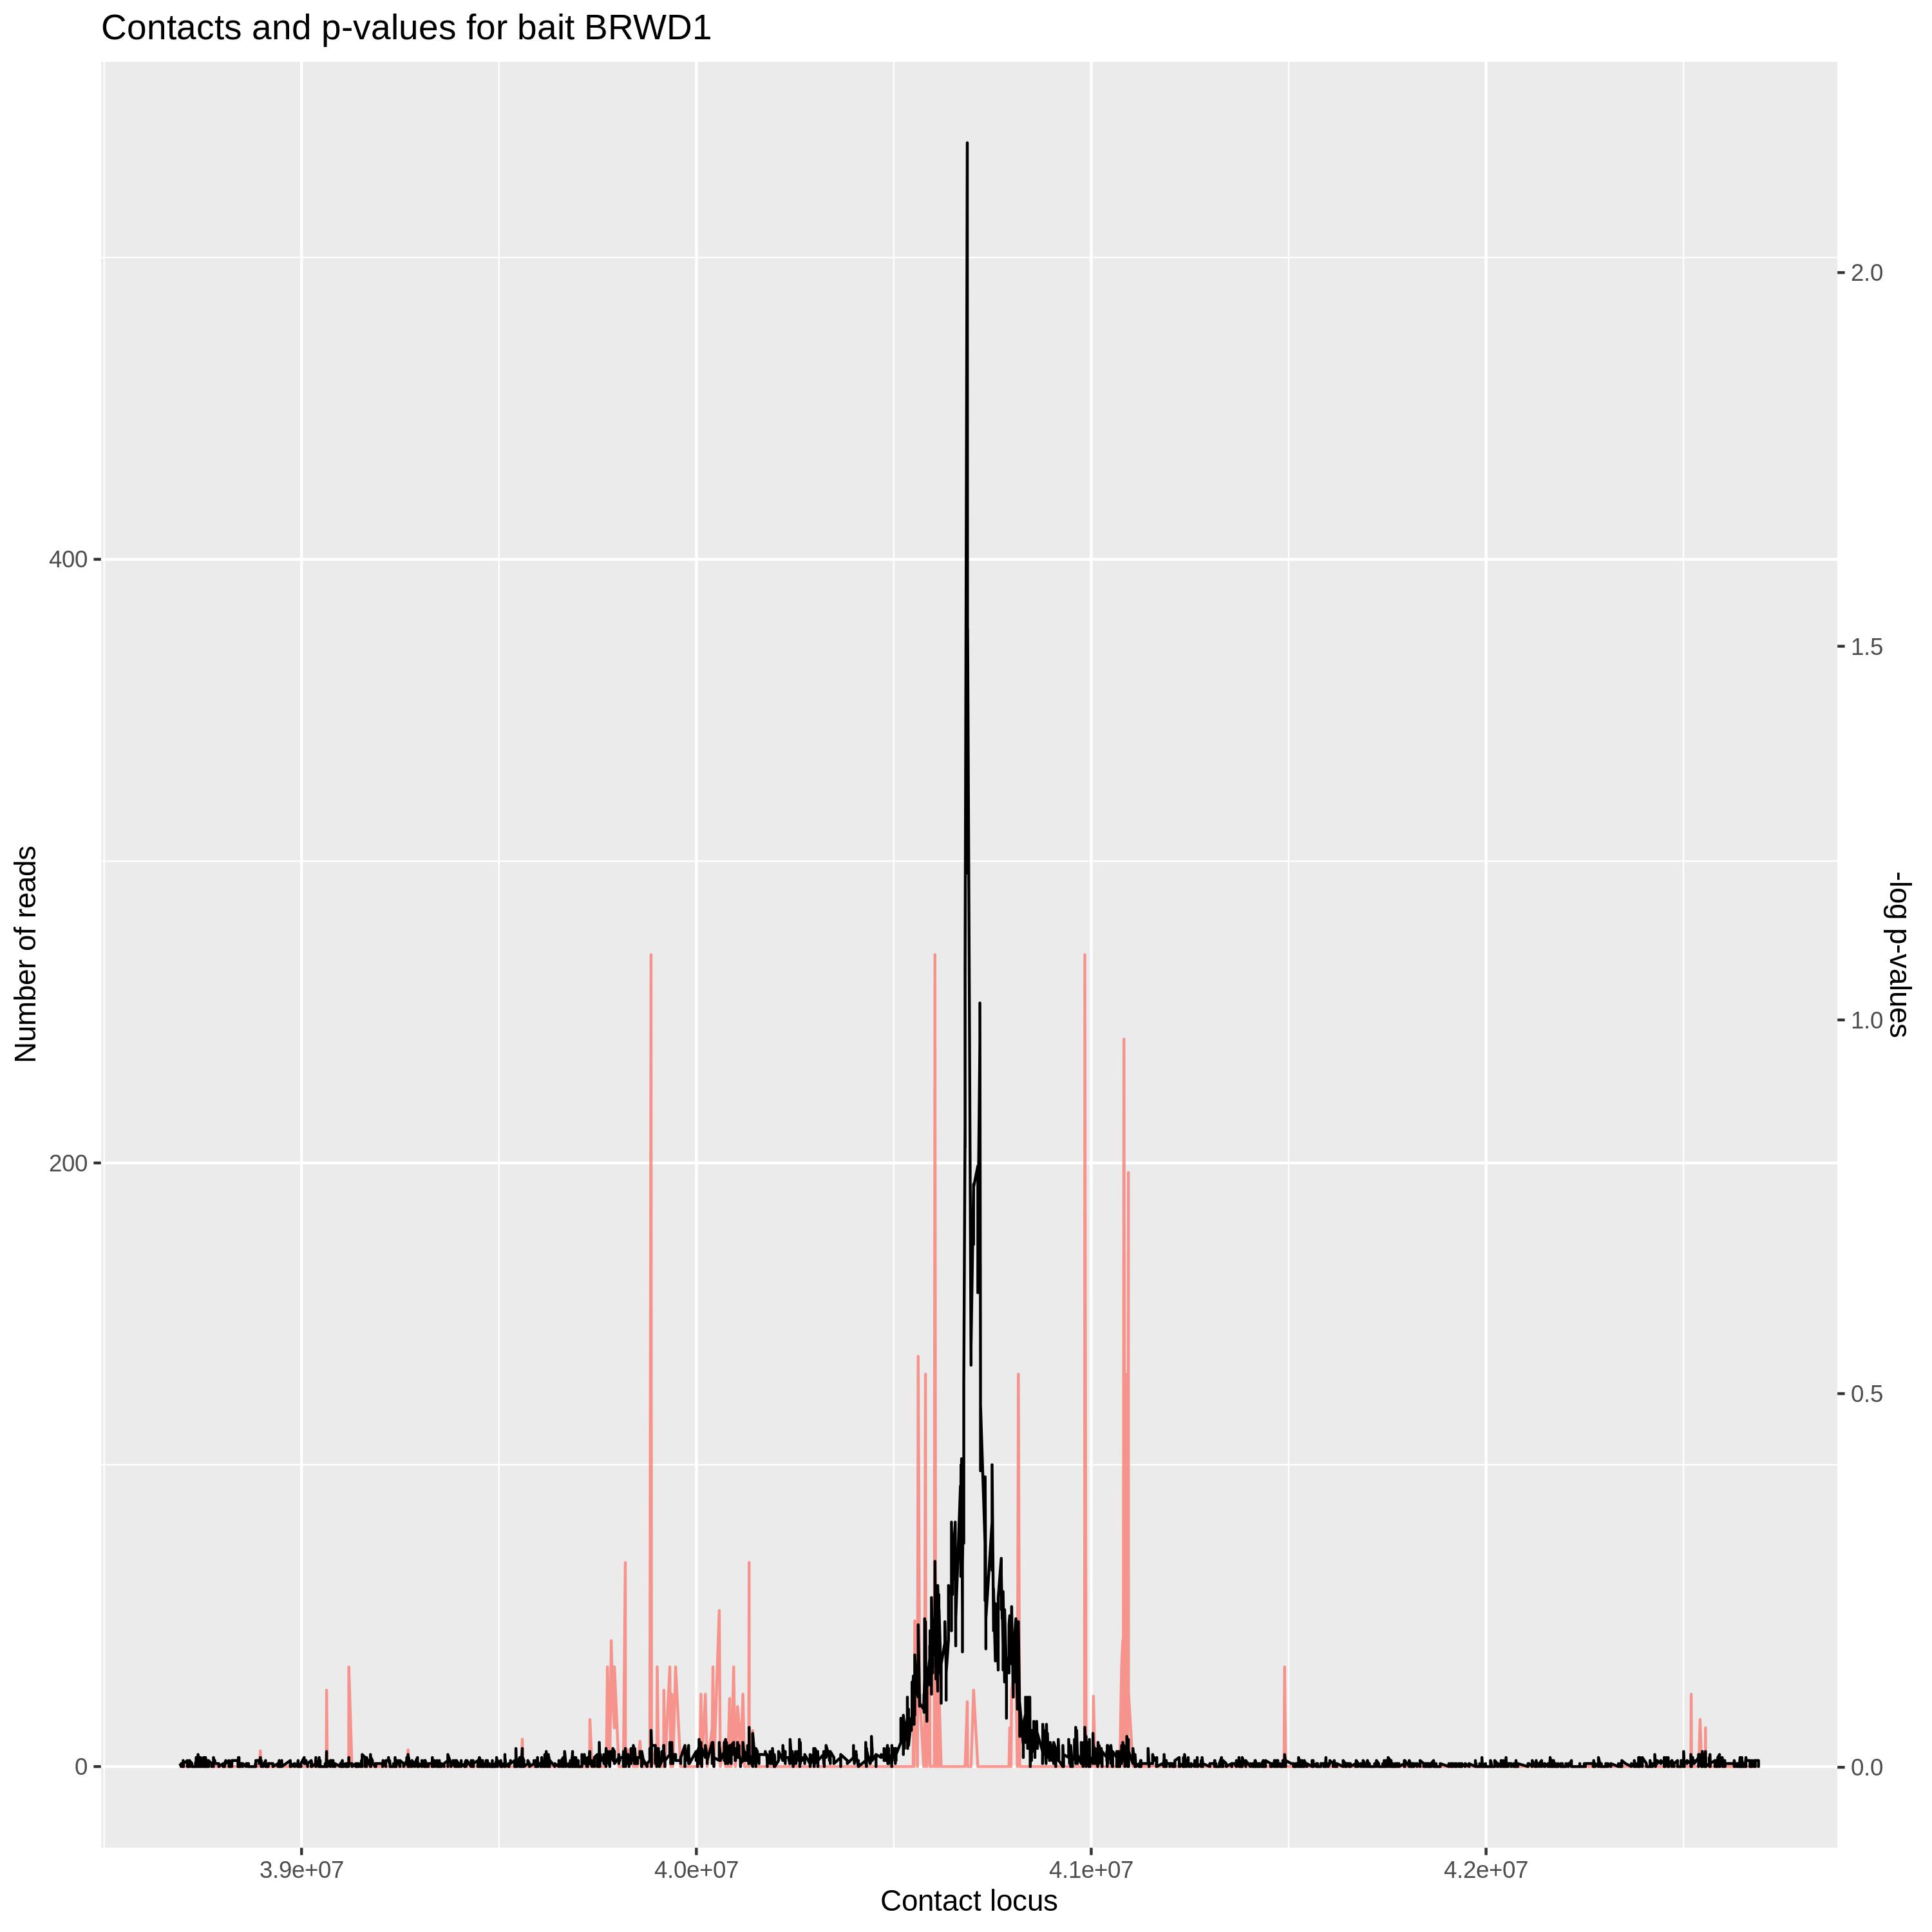 Contacts and p-values for bait BRWD1
Number of reads
400
200
0
2.0
1.5
1.0
0.5
0.0
-log p-values
3.9e+07
4.0e+07
4.1e+07
4.2e+07
Contact locus